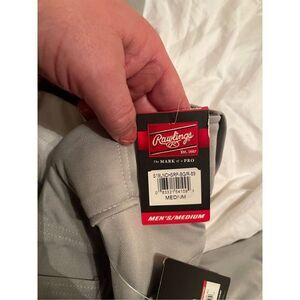 Rawlings
EST. 1887
The MARK of a PRO
MEDIUM
MEN'S/MEDIUM